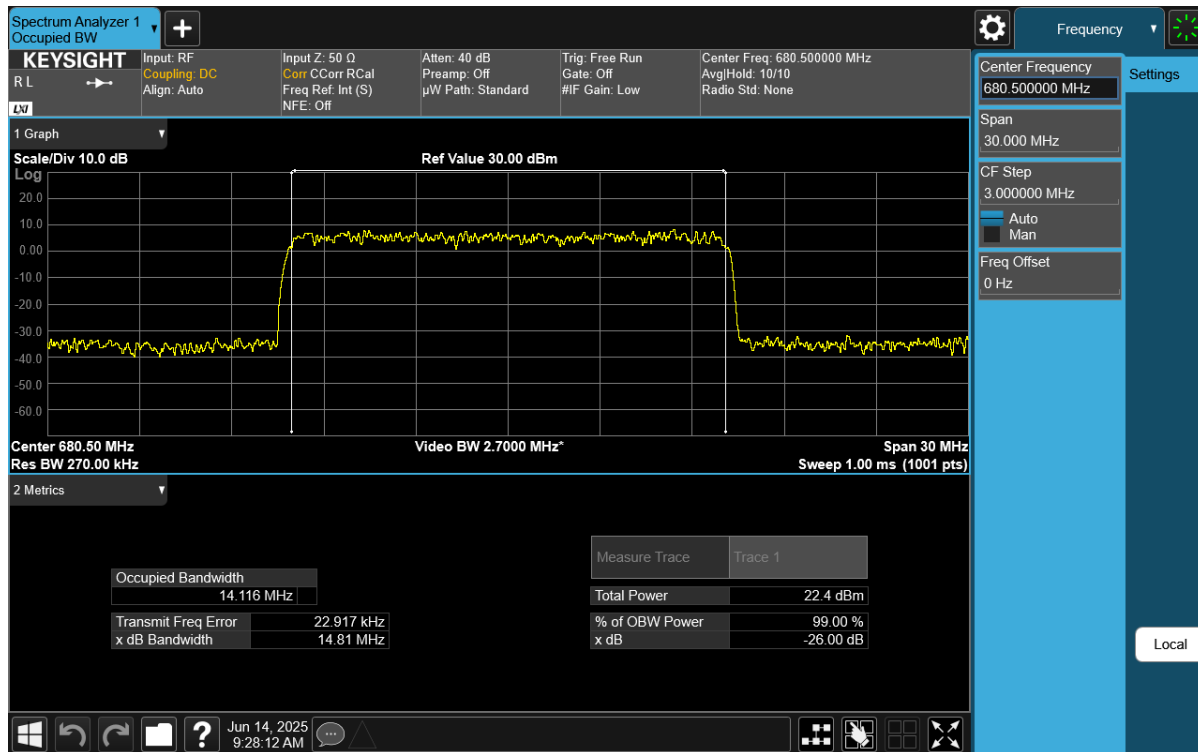 Spectrum Analyzer 1
Occupied BW
Frequency
KEYSIGHT
R L
LXI
Input: RF
Coupling: DC
Align: Auto
Input Z: 50 Ω
Corr CCorr RCal
Freq Ref: Int (S)
NFE: Off
Atten: 40 dB
Preamp: Off
µW Path: Standard
Trig: Free Run
Gate: Off
#IF Gain: Low
Center Freq: 680.500000 MHz
Avg|Hold: 10/10
Radio Std: None
Center Frequency
680.500000 MHz
Settings
Span
30.000 MHz
CF Step
3.000000 MHz
Auto
Man
Freq Offset
0 Hz
Local
1 Graph
Scale/Div 10.0 dB
Ref Value 30.00 dBm
Log
20.0
10.0
0.00
-10.0
-20.0
-30.0
-40.0
-50.0
-60.0
Center 680.50 MHz
Video BW 2.7000 MHz*
Span 30 MHz
Res BW 270.00 kHz
Sweep 1.00 ms (1001 pts)
2 Metrics
Measure Trace
Trace 1
Occupied Bandwidth
14.116 MHz
Total Power
22.4 dBm
Transmit Freq Error
22.917 kHz
% of OBW Power
99.00 %
x dB Bandwidth
14.81 MHz
x dB
-26.00 dB
?
Jun 14, 2025
9:28:12 AM